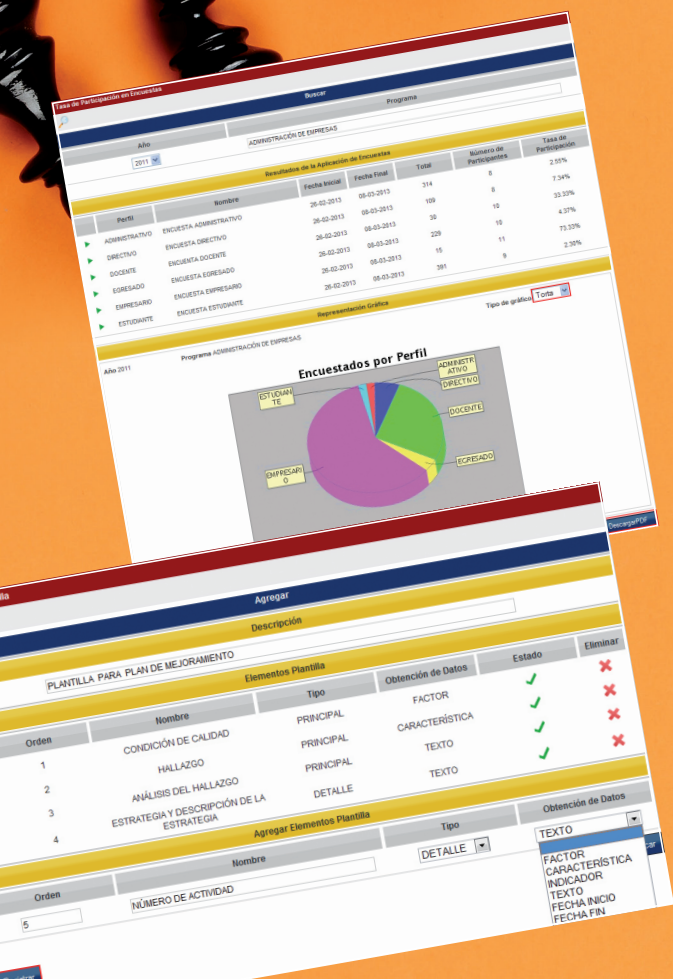 Tasa de Participación en Encuestas
Buscar
Año
Programa
2011
ADMINISTRACIÓN DE EMPRESAS
Resultados de la Aplicación de Encuestas
Perfil Nombre Fecha Inicial Fecha Final Total Número de Participantes Tasa de Participación
ADMINISTRATIVO ENCUESTA ADMINISTRATIVO 26-02-2013 08-03-2013 314 8 2.55%
DIRECTIVO ENCUESTA DIRECTIVO 26-02-2013 08-03-2013 109 8 7.34%
DOCENTE ENCUENTA DOCENTE 26-02-2013 08-03-2013 30 10 33.33%
EGRESADO ENCUESTA EGRESADO 26-02-2013 08-03-2013 229 10 4.37%
EMPRESARIO ENCUESTA EMPRESARIO 26-02-2013 08-03-2013 15 11 73.33%
ESTUDIANTE ENCUESTA ESTUDIANTE 26-02-2013 08-03-2013 391 9 2.30%
Representación Gráfica
Año 2011 Programa ADMINISTRACIÓN DE EMPRESAS Tipo de gráfico Torta
Encuestados por Perfil
ADMINISTR
ATIVO
DIRECTIVO
ESTUDIAN
TE
DOCENTE
EGRESADO
EMPRESARI
O
DescargarPDF
Agregar
Descripción
PLANTILLA PARA PLAN DE MEJORAMIENTO
Elementos Plantilla
Orden Nombre Tipo Obtención de Datos Estado Eliminar
1 CONDICIÓN DE CALIDAD PRINCIPAL FACTOR
2 HALLAZGO PRINCIPAL CARACTERÍSTICA
3 ANÁLISIS DEL HALLAZGO PRINCIPAL TEXTO
4 ESTRATEGIA Y DESCRIPCIÓN DE LA ESTRATEGIA DETALLE TEXTO
Agregar Elementos Plantilla
Orden Nombre Tipo Obtención de Datos
5 NÚMERO DE ACTIVIDAD DETALLE TEXTO
FACTOR
CARACTERÍSTICA
INDICADOR
TEXTO
FECHA INICIO
FECHA FIN